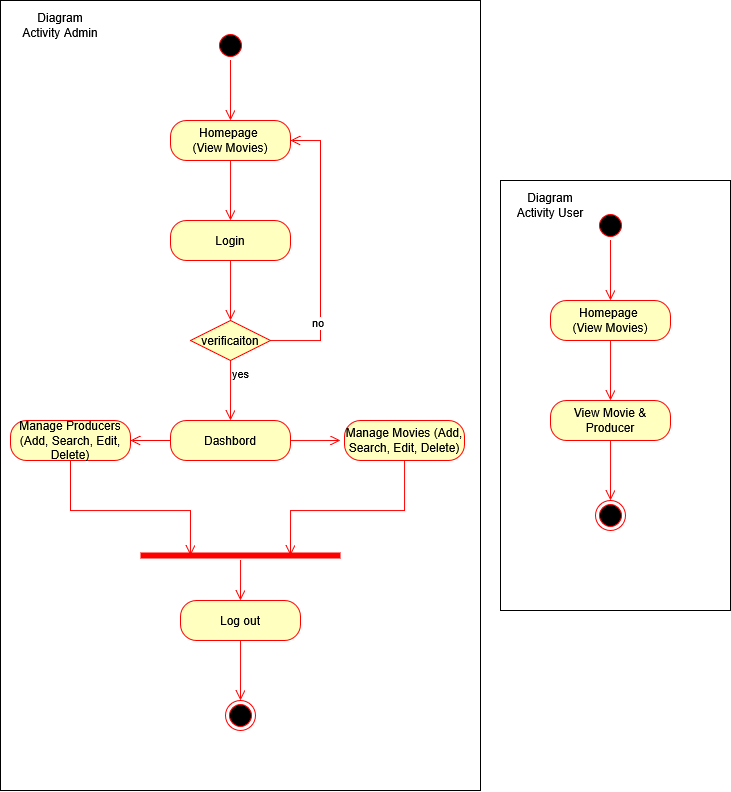 Diagram
Activity Admin
Homepage
(View Movies)
Login
verificaiton
no
yes
Manage Producers
(Add, Search, Edit,
Delete)
Dashbord
Manage Movies (Add,
Search, Edit, Delete)
Log out
Diagram
Activity User
Homepage
(View Movies)
View Movie &
Producer